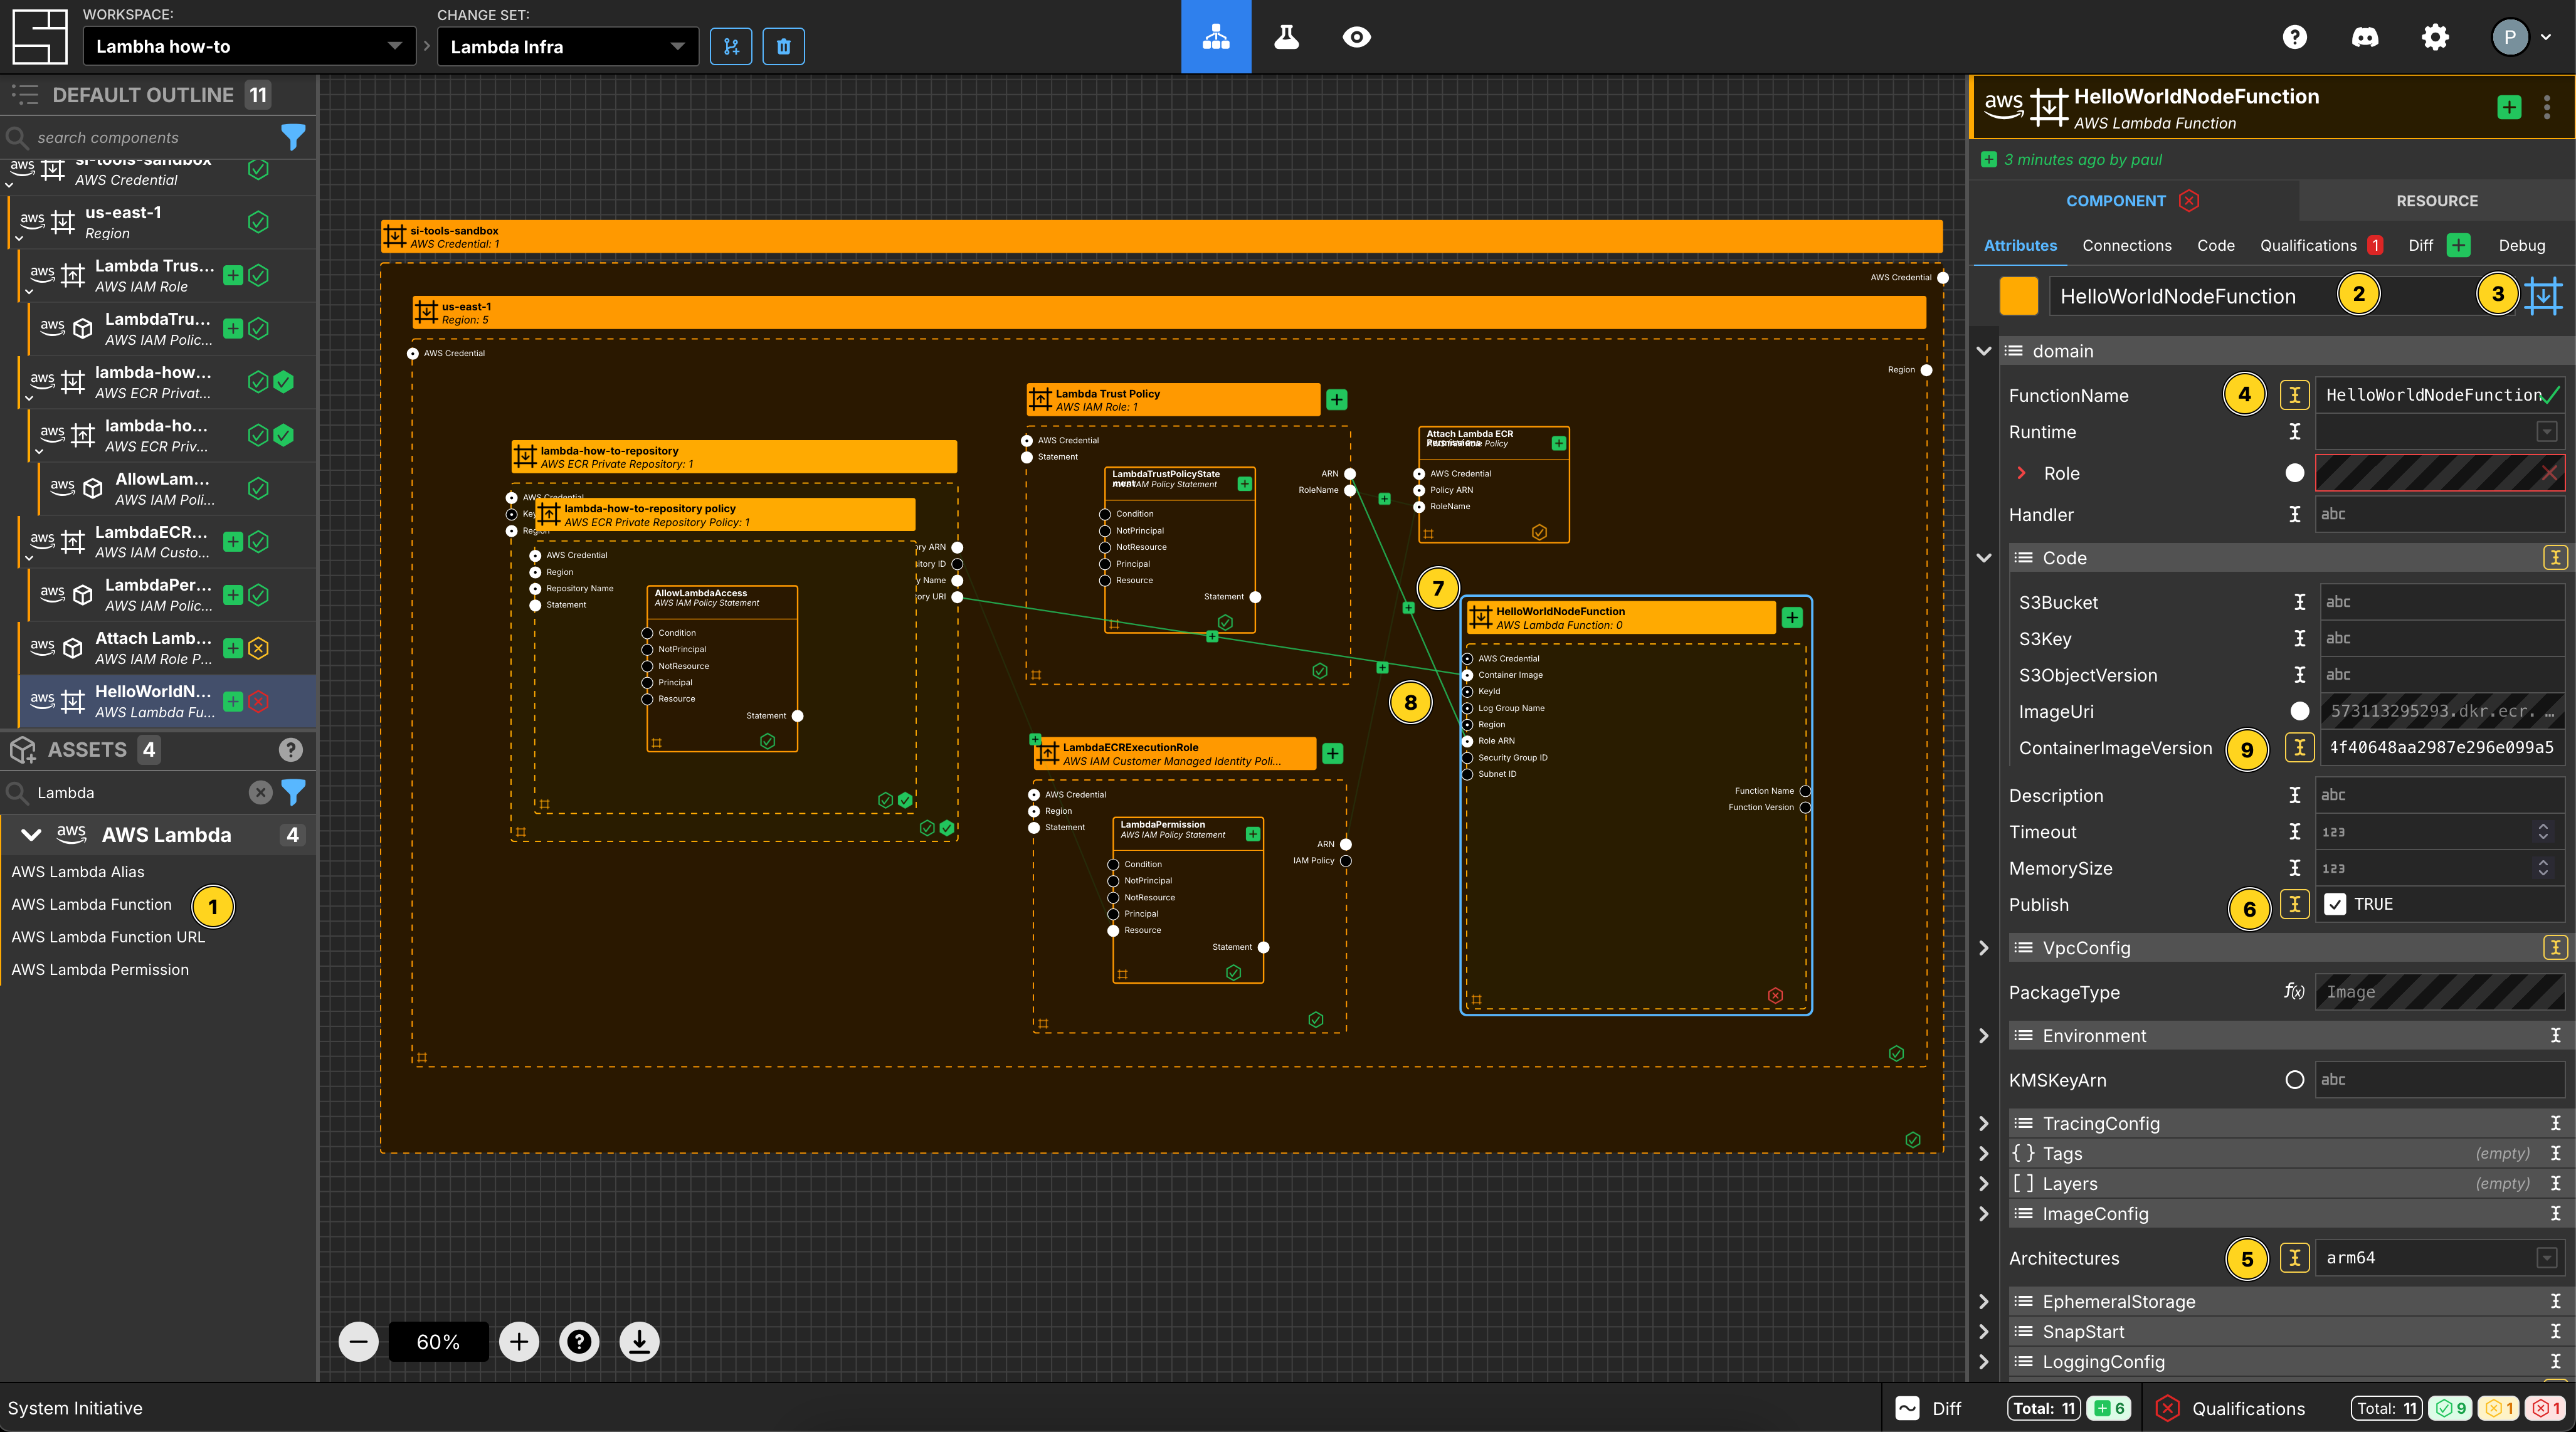 WORKSPACE:
Lambha how-to
CHANGE SET:
Lambda Infra
P
DEFAULT OUTLINE 11
search components
si-tools-sandbox
AWS Credential
us-east-1
Region
Lambda Trus...
AWS IAM Role
LambdaTru...
AWS IAM Polic...
lambda-how...
AWS ECR Privat...
lambda-ho...
AWS ECR Priv...
AllowLam...
AWS IAM Poli...
LambdaECR...
AWS IAM Custo...
LambdaPer...
AWS IAM Polic...
Attach Lamb...
AWS IAM Role P...
HelloWorldN...
AWS Lambda Fu...
ASSETS 4
Lambda
aws AWS Lambda 4
AWS Lambda Alias
AWS Lambda Function 1
AWS Lambda Function URL
AWS Lambda Permission
si-tools-sandbox
AWS Credential: 1
AWS Credential
us-east-1
Region: 5
AWS Credential
Region
lambda-how-to-repository
AWS ECR Private Repository: 1
AWS Credential
lambda-how-to-repository policy
AWS ECR Private Repository Policy: 1
AWS Credential
Region
Repository Name
Statement
AllowLambdaAccess
AWS IAM Policy Statement
Condition
NotPrincipal
NotResource
Principal
Resource
Statement
ry ARN
itory ID
y Name
ory URI
Lambda Trust Policy
AWS IAM Role: 1
AWS Credential
Statement
ARN
RoleName
LambdaTrustPolicyState
AWS IAM Policy Statement
Condition
NotPrincipal
NotResource
Principal
Resource
Statement
Attach Lambda ECR
AWS Credential
Policy ARN
RoleName
LambdaECRExecutionRole
AWS IAM Customer Managed Identity Poli...
AWS Credential
Region
Statement
ARN
IAM Policy
LambdaPermission
AWS IAM Policy Statement
Condition
NotPrincipal
NotResource
Principal
Resource
Statement
7
8
HelloWorldNodeFunction
AWS Lambda Function: 0
AWS Credential
Container Image
KeyId
Log Group Name
Region
Role ARN
Security Group ID
Subnet ID
Function Name
Function Version
60%
aws HelloWorldNodeFunction
AWS Lambda Function
3 minutes ago by paul
COMPONENT RESOURCE
Attributes Connections Code Qualifications 1 Diff Debug
HelloWorldNodeFunction 2 3
domain
FunctionName 4 HelloWorldNodeFunction
Runtime
Role
Handler abc
Code
S3Bucket abc
S3Key abc
S3ObjectVersion abc
ImageUri 573113295293.dkr.ecr. …
ContainerImageVersion 9 4f40648aa2987e296e099a5
Description abc
Timeout 123
MemorySize 123
Publish 6 TRUE
VpcConfig
PackageType f(x) Image
Environment
KMSKeyArn abc
TracingConfig
{ } Tags (empty)
[ ] Layers (empty)
ImageConfig
Architectures 5 arm64
EphemeralStorage
SnapStart
LoggingConfig
System Initiative
Diff Total: 11 6 Qualifications Total: 11 9 1 1